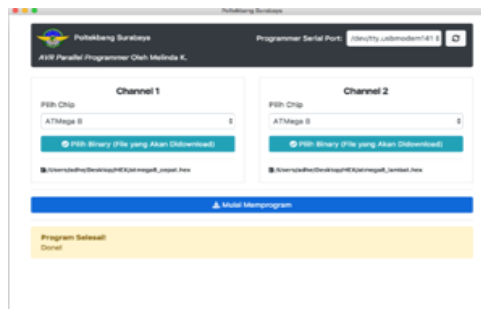 Poltekbang Surabaya
Poltekbang Surabaya
Programmer Serial Port:
/dev/tty.usbmodem141
AVR Parallel Programmer Oleh Melinda K.
Channel 1
Pilih Chip
ATMega 8
Pilih Binary (File yang Akan Didownload)
/Users/adhe/Desktop/HEX/atmega8_cepat.hex
Channel 2
Pilih Chip
ATMega 8
Pilih Binary (File yang Akan Didownload)
/Users/adhe/Desktop/HEX/atmega8_lambat.hex
Mulai Memprogram
Program Selesai!
Done!